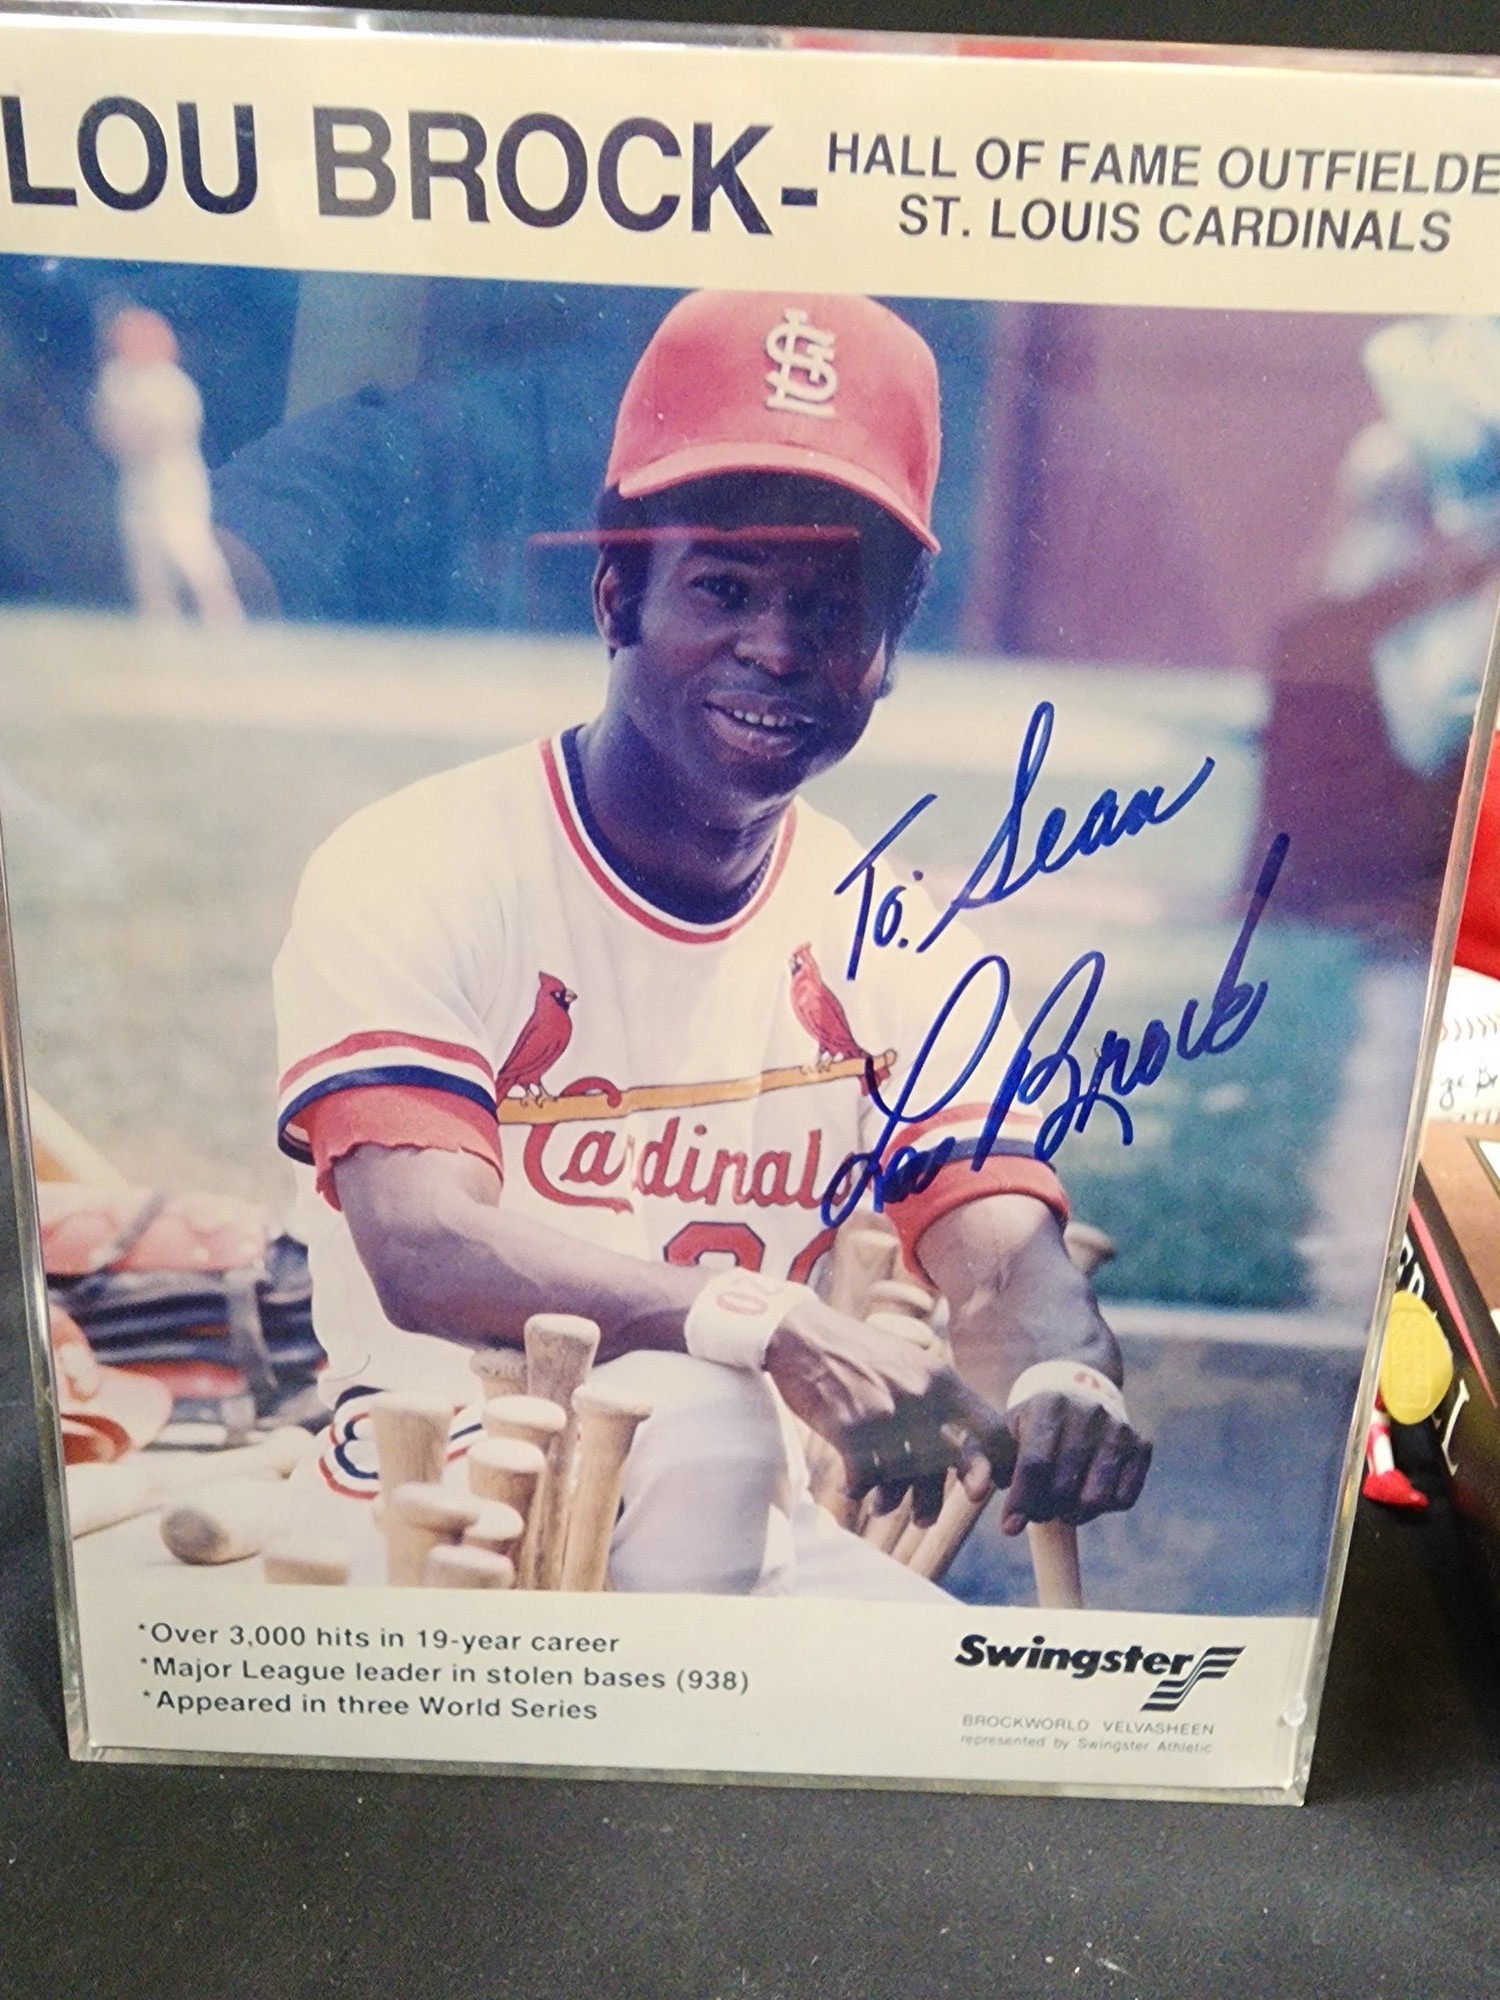 LOU BROCK-
HALL OF FAME OUTFIELDE
ST. LOUIS CARDINALS
STL
To: Sean
Lou Brock
Cardinals
*Over 3,000 hits in 19-year career
*Major League leader in stolen bases (938)
*Appeared in three World Series
Swingster
BROCKWORLD VELVASHEEN
represented by Swingster Athletic